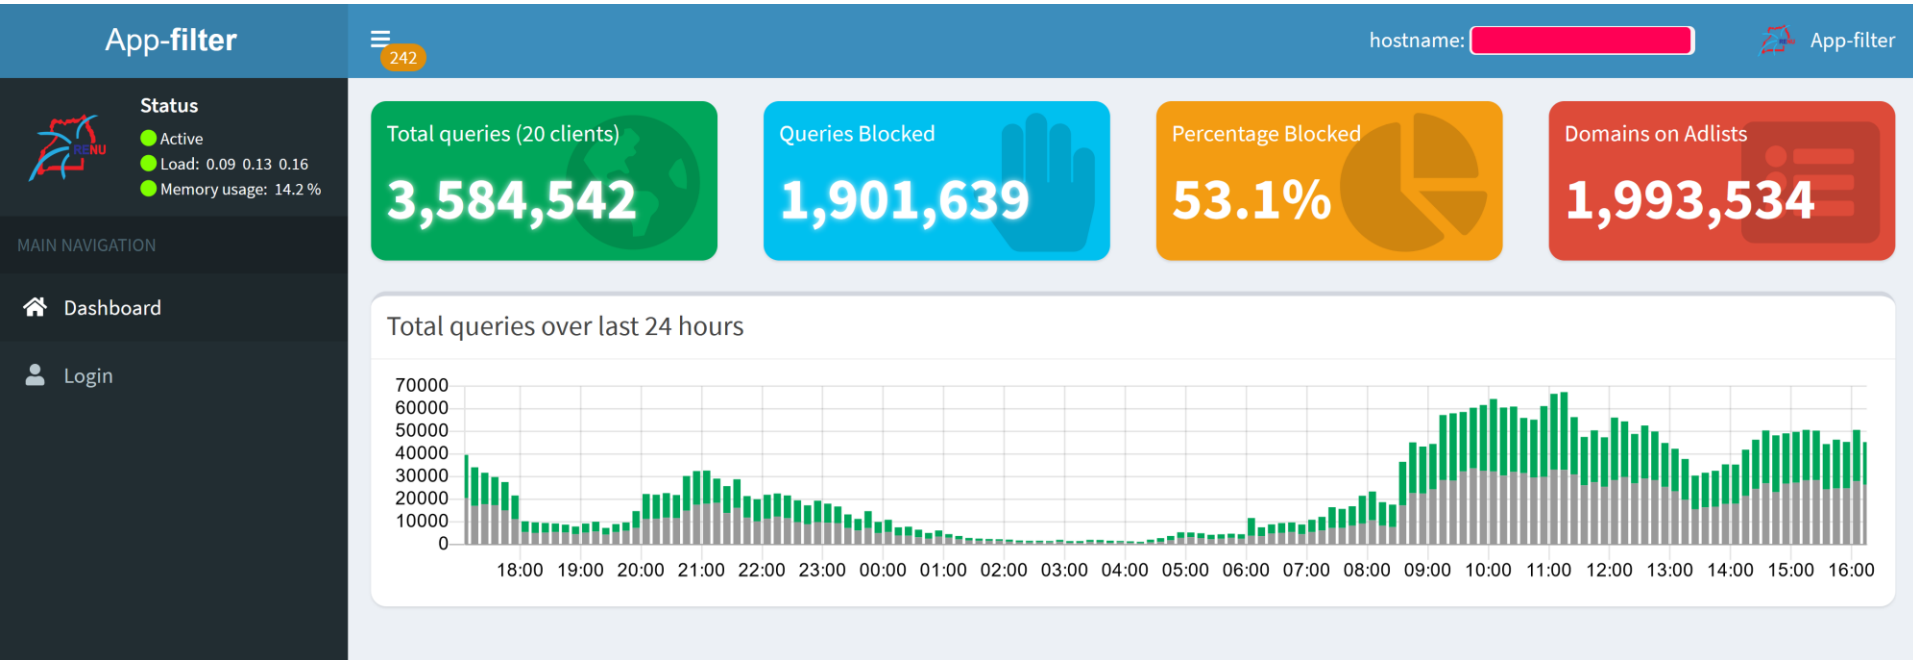 App-filter
242
hostname:
App-filter
RENU
Status
Active
Load: 0.09 0.13 0.16
Memory usage: 14.2 %
MAIN NAVIGATION
Dashboard
Login
Total queries (20 clients)
3,584,542
Queries Blocked
1,901,639
Percentage Blocked
53.1%
Domains on Adlists
1,993,534
Total queries over last 24 hours
70000
60000
50000
40000
30000
20000
10000
0
18:00 19:00 20:00 21:00 22:00 23:00 00:00 01:00 02:00 03:00 04:00 05:00 06:00 07:00 08:00 09:00 10:00 11:00 12:00 13:00 14:00 15:00 16:00